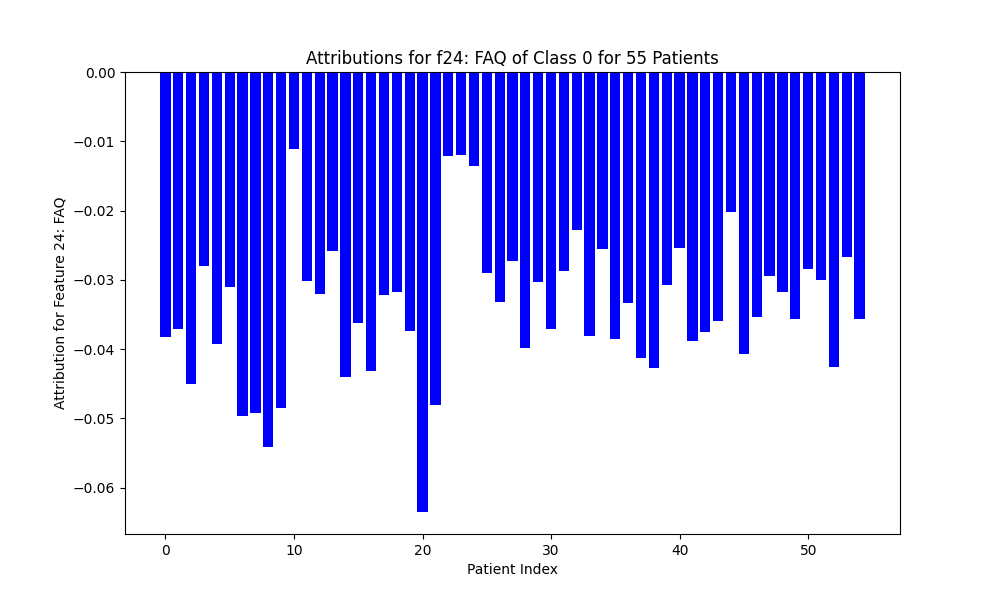 Attributions for f24: FAQ of Class 0 for 55 Patients
Attribution for Feature 24: FAQ
0.00
−0.01
−0.02
−0.03
−0.04
−0.05
−0.06
0 10 20 30 40 50
Patient Index